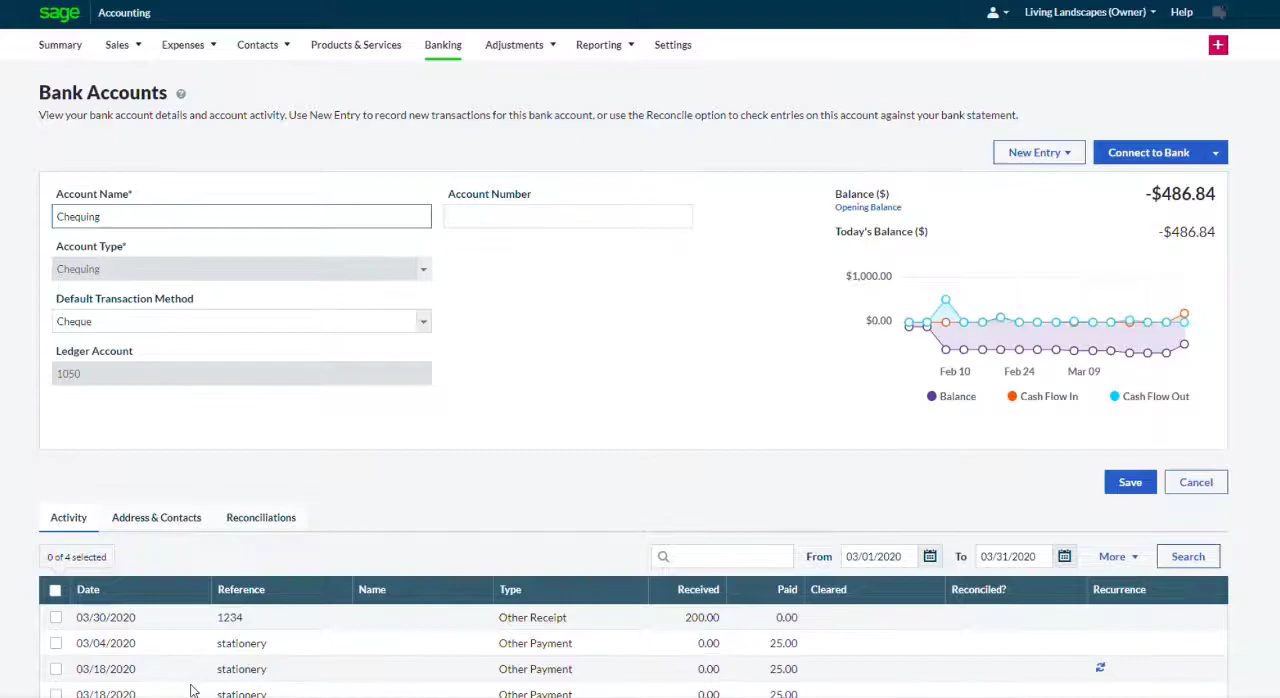 sage Accounting Living Landscapes (Owner) Help
Summary Sales Expenses Contacts Products & Services Banking Adjustments Reporting Settings
Bank Accounts
View your bank account details and account activity. Use New Entry to record new transactions for this bank account, or use the Reconcile option to check entries on this account against your bank statement.
New Entry Connect to Bank
Account Name* Account Number
Chequing
Account Type*
Chequing
Default Transaction Method
Cheque
Ledger Account
1050
Balance ($) -$486.84
Opening Balance
Today's Balance ($) -$486.84
$1,000.00
$0.00
Feb 10 Feb 24 Mar 09
Balance Cash Flow In Cash Flow Out
Save Cancel
Activity Address & Contacts Reconciliations
0 of 4 selected From 03/01/2020 To 03/31/2020 More Search
Date Reference Name Type Received Paid Cleared Reconciled? Recurrence
03/30/2020 1234 Other Receipt 200.00 0.00
03/04/2020 stationery Other Payment 0.00 25.00
03/18/2020 stationery Other Payment 0.00 25.00
03/18/2020 stationery Other Payment 0.00 25.00